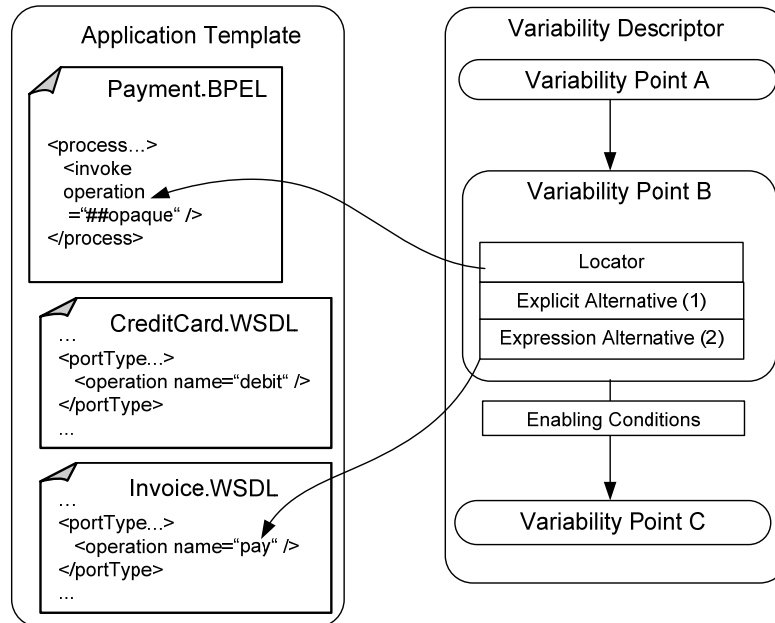 Application Template
Payment.BPEL
<process...>
<invoke
operation
=“##opaque“ />
</process>
CreditCard.WSDL
...
<portType...>
<operation name=“debit“ />
</portType>
...
Invoice.WSDL
...
<portType...>
<operation name=“pay“ />
</portType>
...
Variability Descriptor
Variability Point A
Variability Point B
Locator
Explicit Alternative (1)
Expression Alternative (2)
Enabling Conditions
Variability Point C